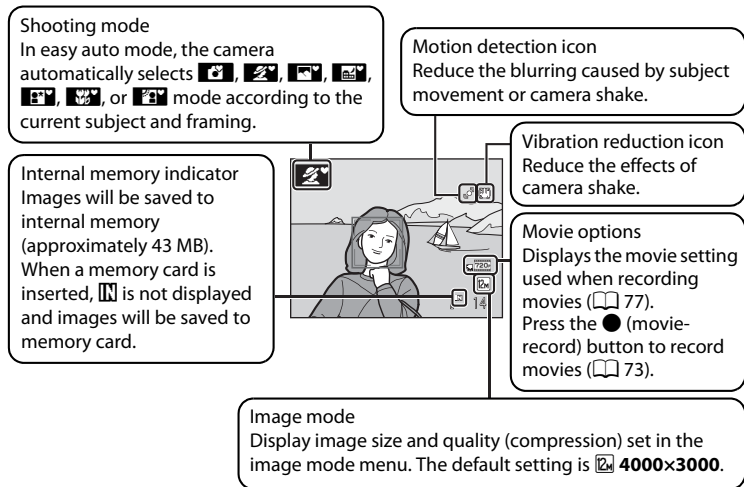 Shooting mode
In easy auto mode, the camera
automatically selects , , , ,
, , or mode according to the
current subject and framing.
Motion detection icon
Reduce the blurring caused by subject
movement or camera shake.
Vibration reduction icon
Reduce the effects of
camera shake.
Internal memory indicator
Images will be saved to
internal memory
(approximately 43 MB).
When a memory card is
inserted, IN is not displayed
and images will be saved to
memory card.
720
12M
IN
14
Movie options
Displays the movie setting
used when recording
movies ( 77).
Press the ● (movie-
record) button to record
movies ( 73).
Image mode
Display image size and quality (compression) set in the
image mode menu. The default setting is 12M 4000×3000.